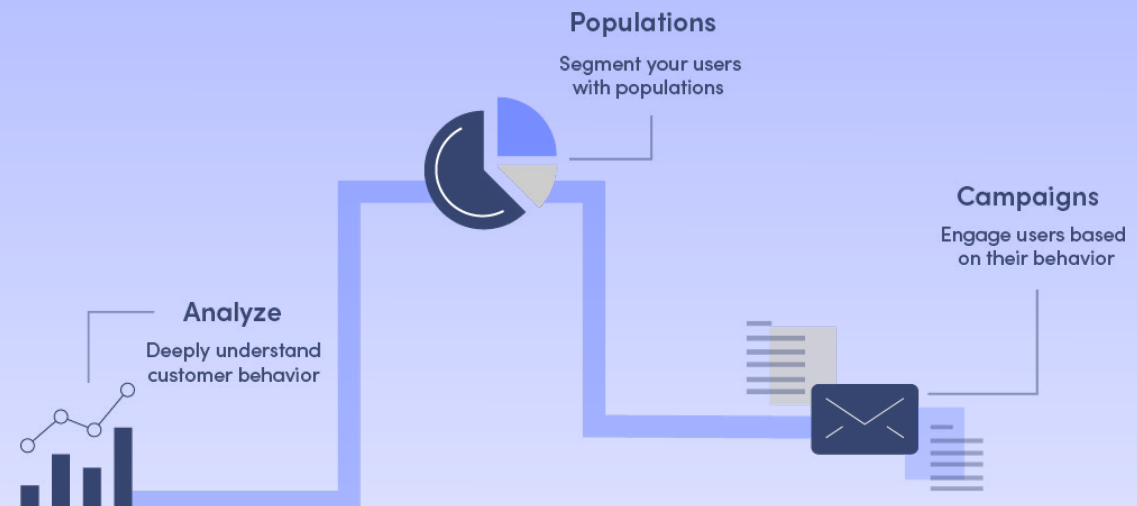 Populations
Segment your users
with populations
Campaigns
Engage users based
on their behavior
Analyze
Deeply understand
customer behavior